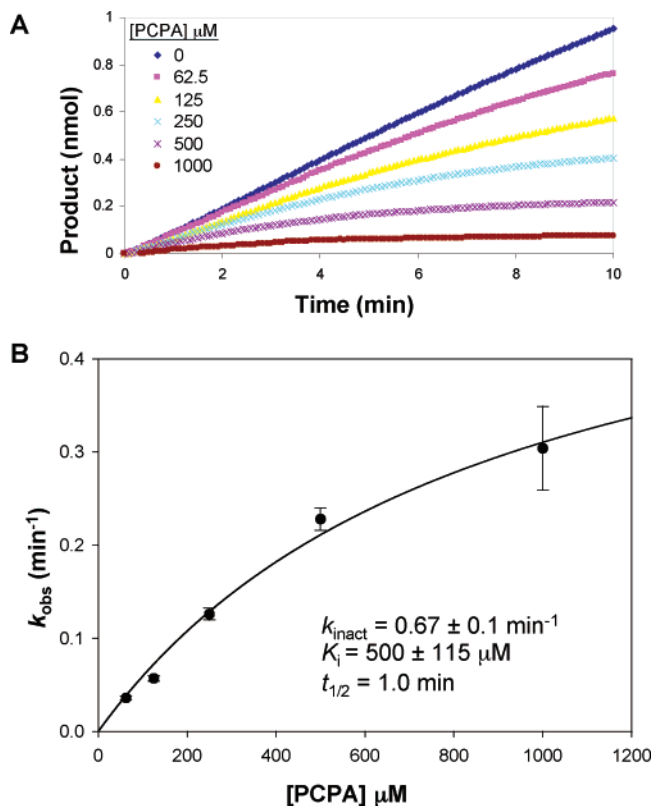 A
[PCPA] μM
0
62.5
125
250
500
1000
Product (nmol)
1
0.8
0.6
0.4
0.2
0
0 2 4 6 8 10
Time (min)
B
kobs (min-1)
0.4
0.3
0.2
0.1
0.0
kinact = 0.67 ± 0.1 min-1
Ki = 500 ± 115 μM
t1/2 = 1.0 min
0 200 400 600 800 1000 1200
[PCPA] μM